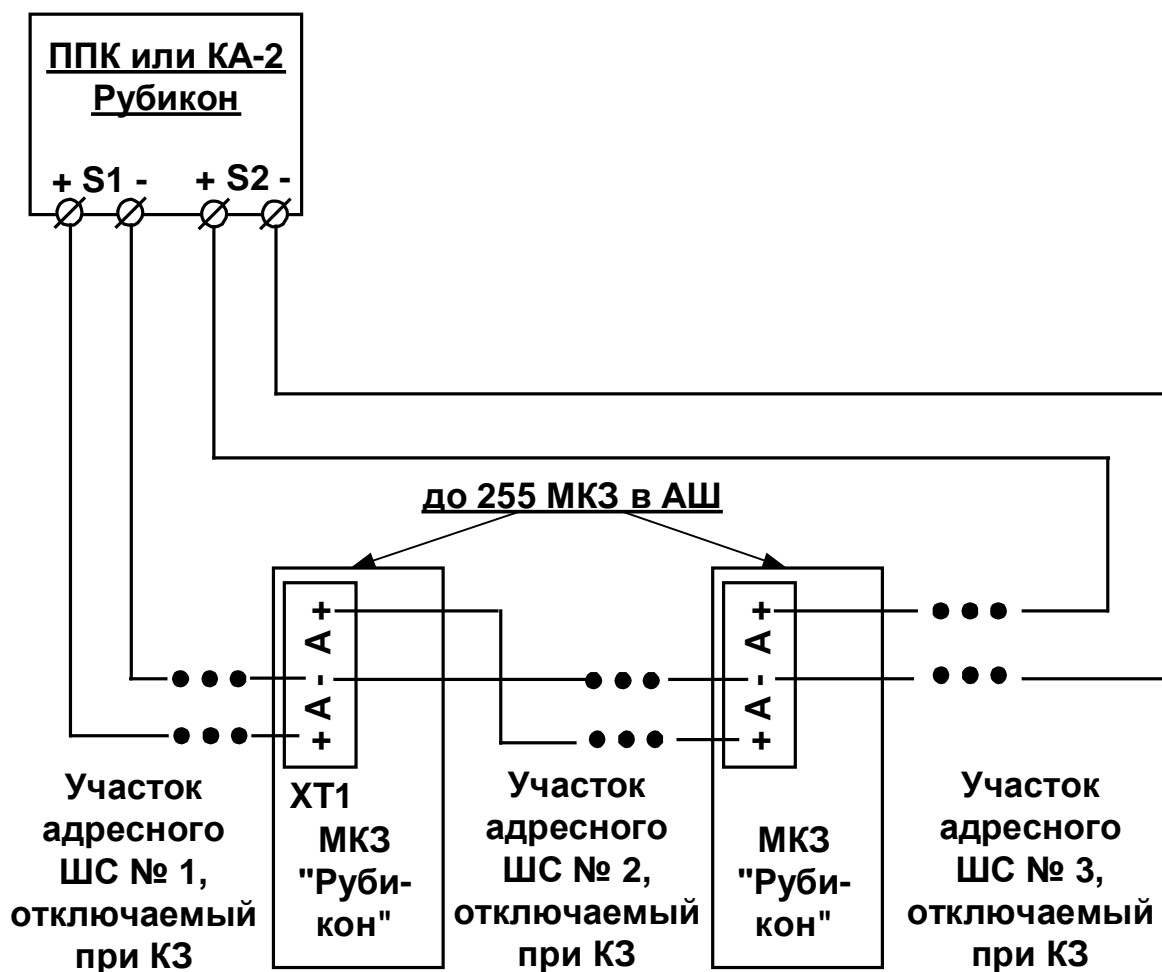 ППК или КА-2
Рубикон
+ S1 - + S2 -
до 255 МКЗ в АШ
+ А - А +
+ А - А +
ХТ1
МКЗ
"Руби-
кон"
МКЗ
"Руби-
кон"
Участок
адресного
ШС № 1,
отключаемый
при КЗ
Участок
адресного
ШС № 2,
отключаемый
при КЗ
Участок
адресного
ШС № 3,
отключаемый
при КЗ